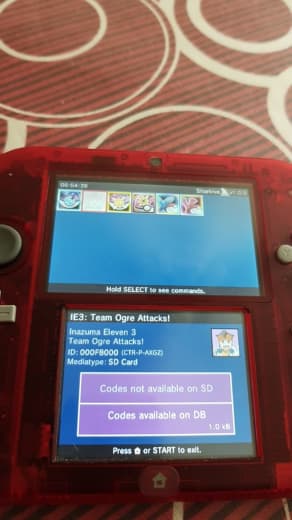 Hold SELECT to see commands.
IE3: Team Ogre Attacks!
Inazuma Eleven 3
Team Ogre Attacks!
ID: 000F8000 (CTR-P-AXGZ)
Mediatype: SD Card
Codes not available on SD
Codes available on DB
1.0 kB
Press or START to exit.